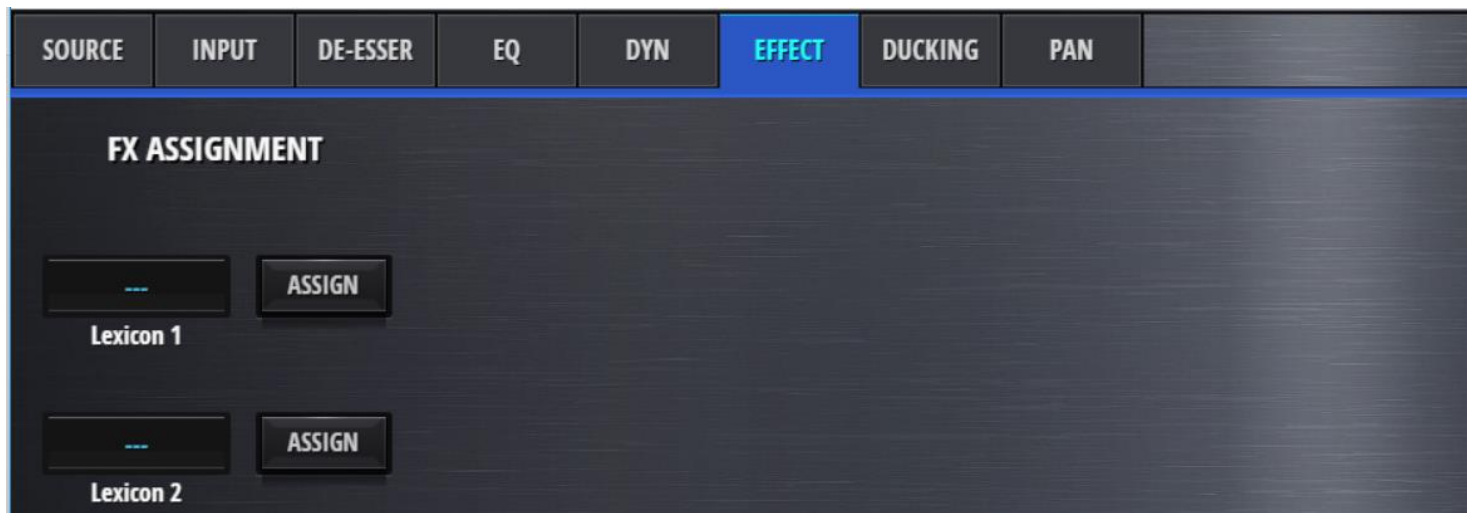 SOURCE INPUT DE-ESSER EQ DYN EFFECT DUCKING PAN
FX ASSIGNMENT
--- ASSIGN
Lexicon 1
--- ASSIGN
Lexicon 2